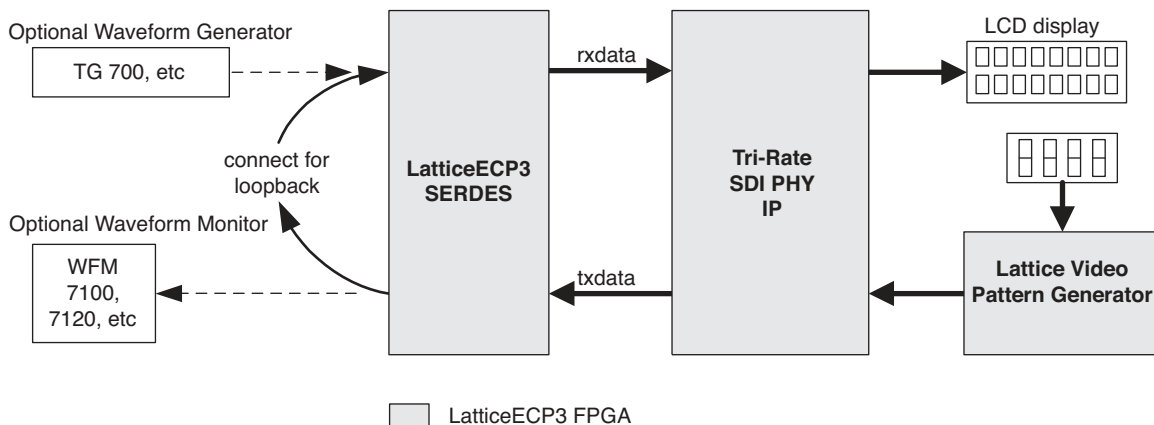 Optional Waveform Generator
TG 700, etc
connect for
loopback
Optional Waveform Monitor
WFM
7100,
7120, etc
LatticeECP3
SERDES
rxdata
txdata
Tri-Rate
SDI PHY
IP
LCD display
Lattice Video
Pattern Generator
LatticeECP3 FPGA